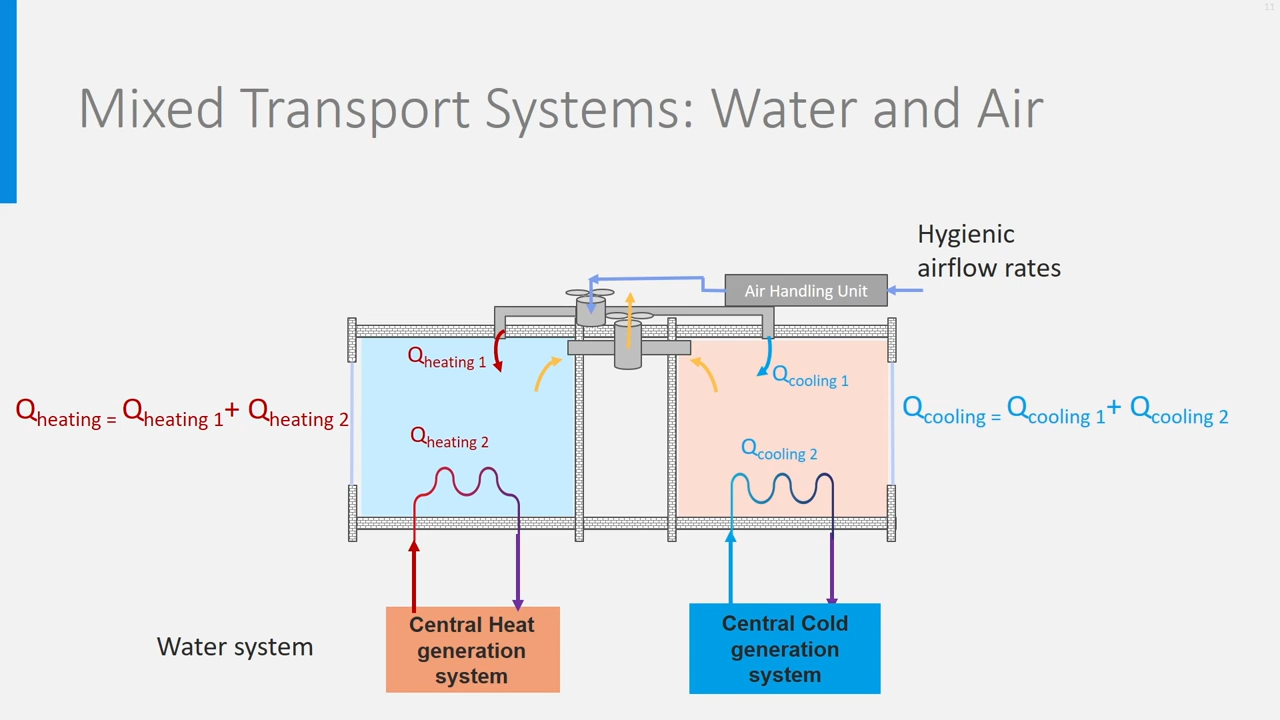 11
Mixed Transport Systems: Water and Air
Hygienic
airflow rates
Air Handling Unit
Qheating 1
Qcooling 1
Qheating = Qheating 1+ Qheating 2
Qcooling = Qcooling 1+ Qcooling 2
Qheating 2
Qcooling 2
Water system
Central Heat
generation
system
Central Cold
generation
system